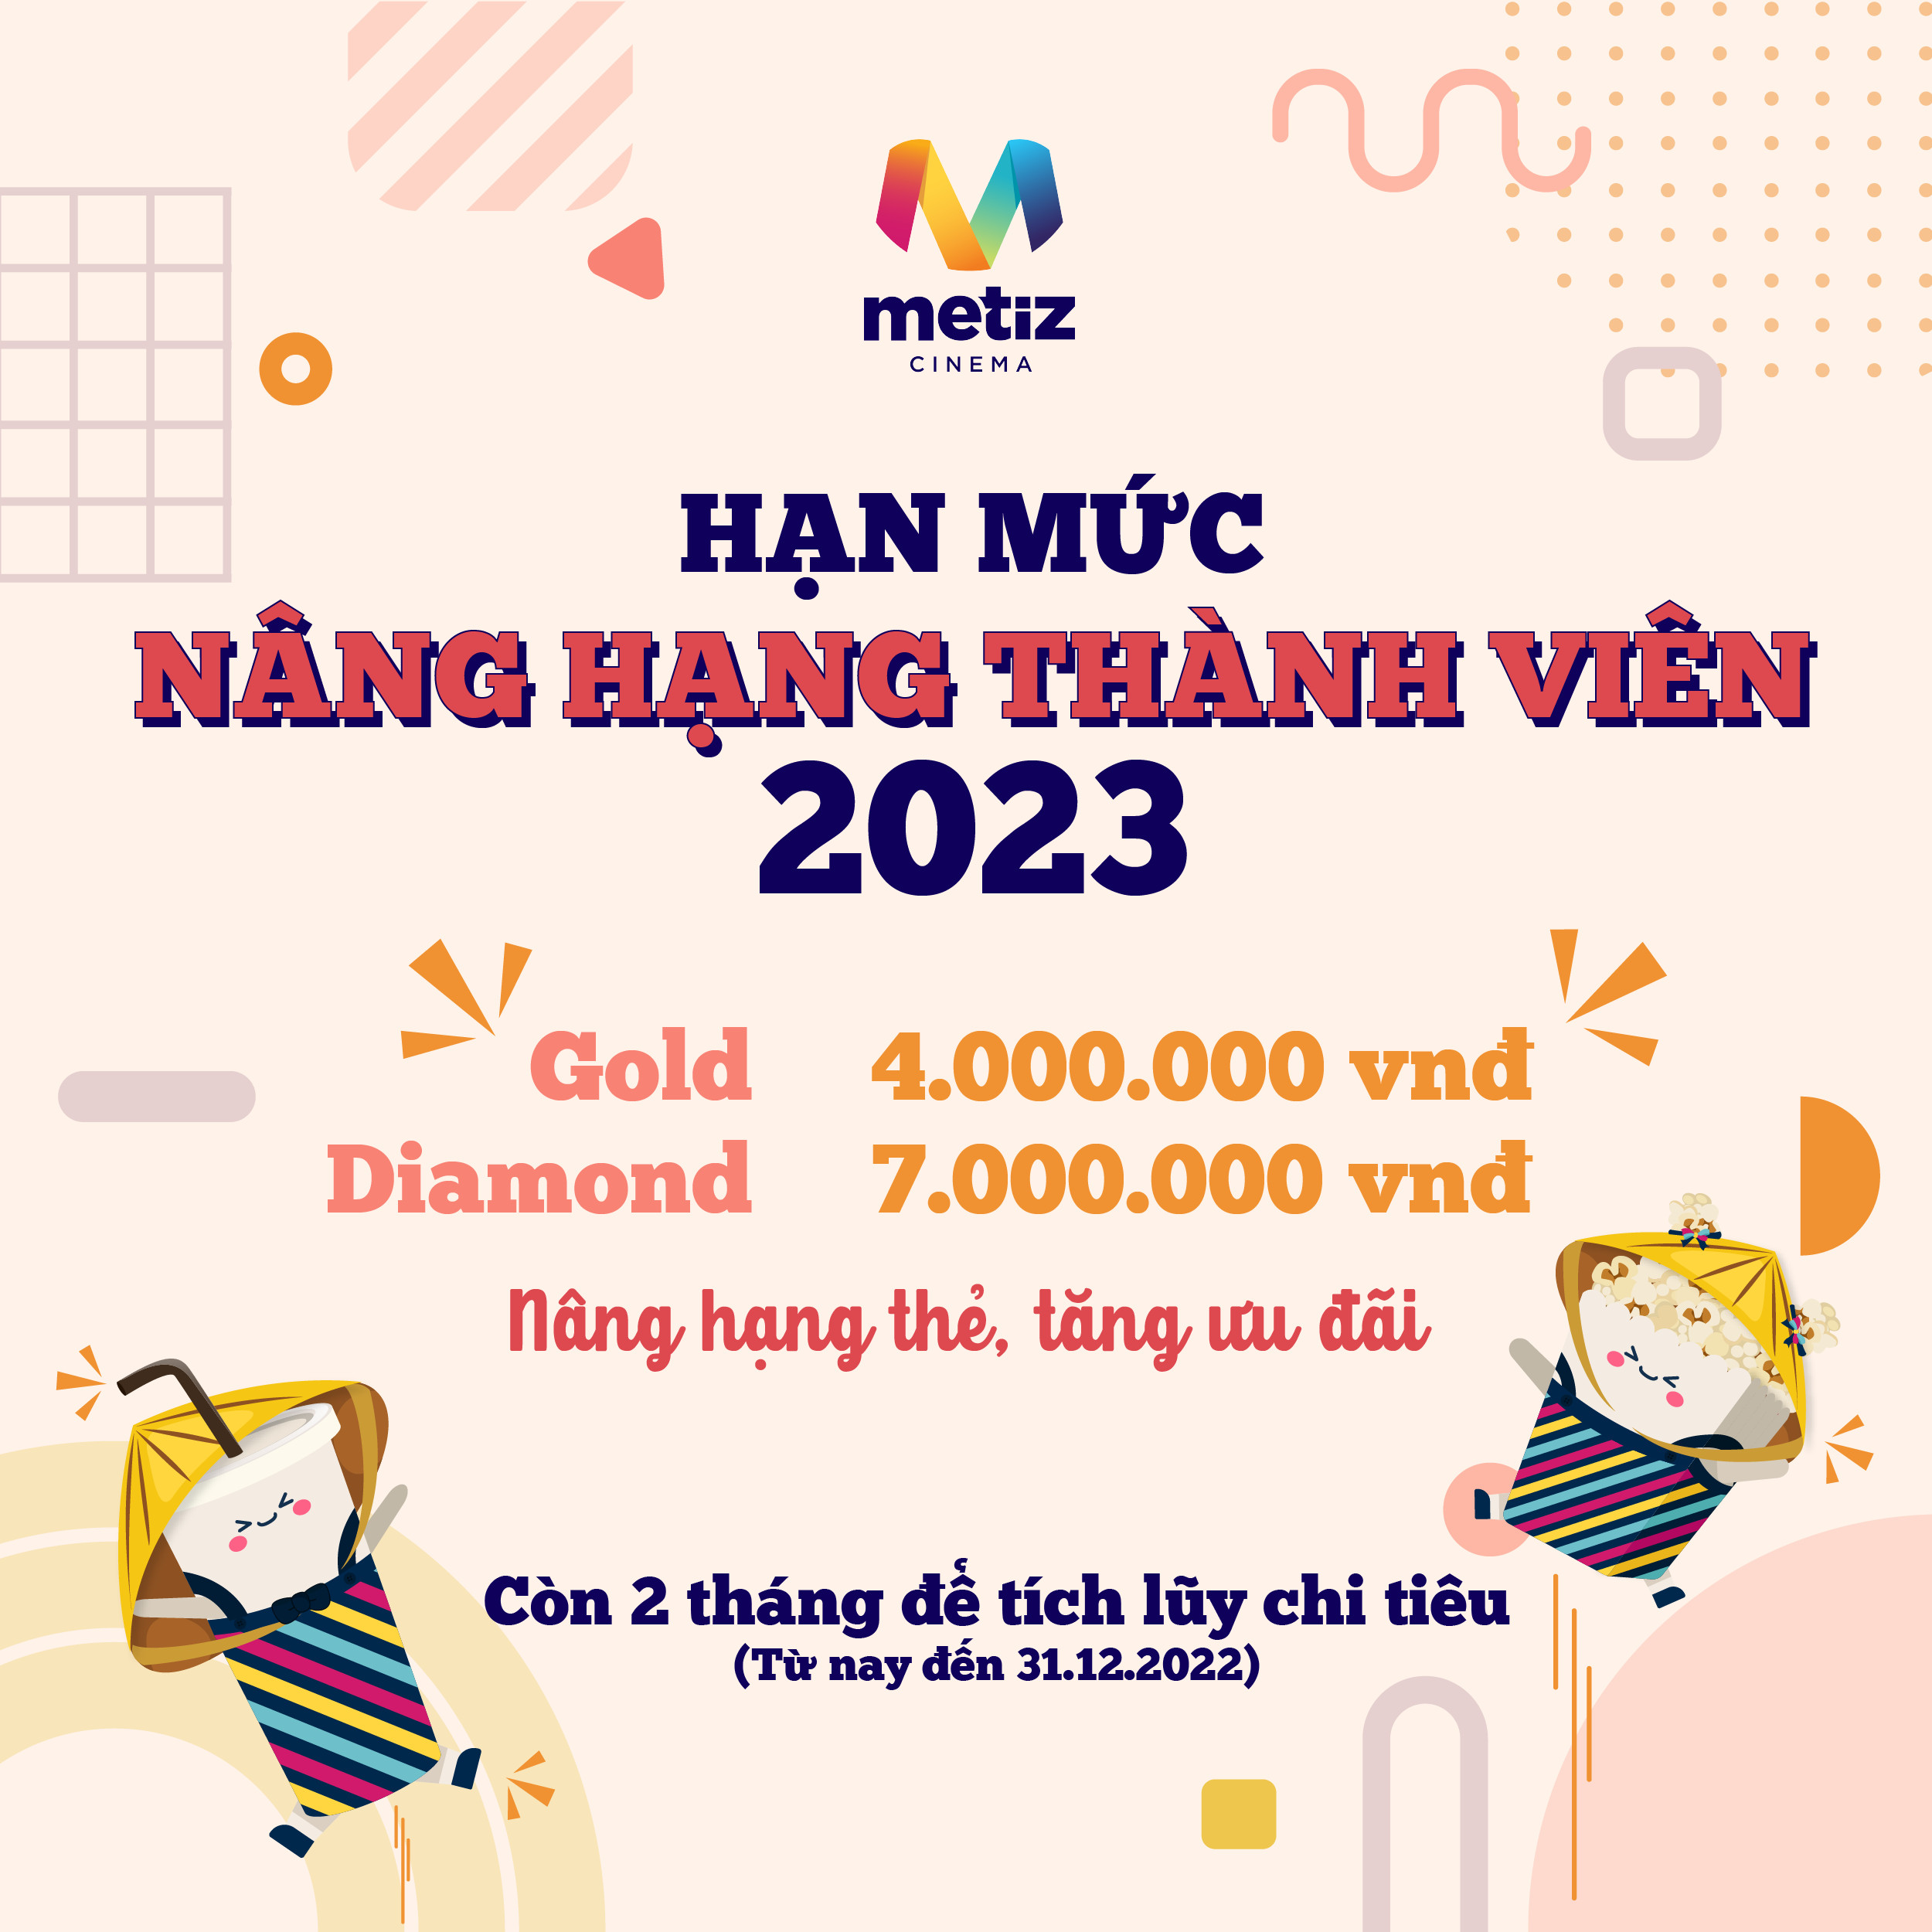 metiz
CINEMA
HẠN MỨC
NÂNG HẠNG THÀNH VIÊN
2023
Gold 4.000.000 vnđ
Diamond 7.000.000 vnđ
Nâng hạng thẻ, tăng ưu đãi
Còn 2 tháng để tích lũy chi tiêu
(Từ nay đến 31.12.2022)